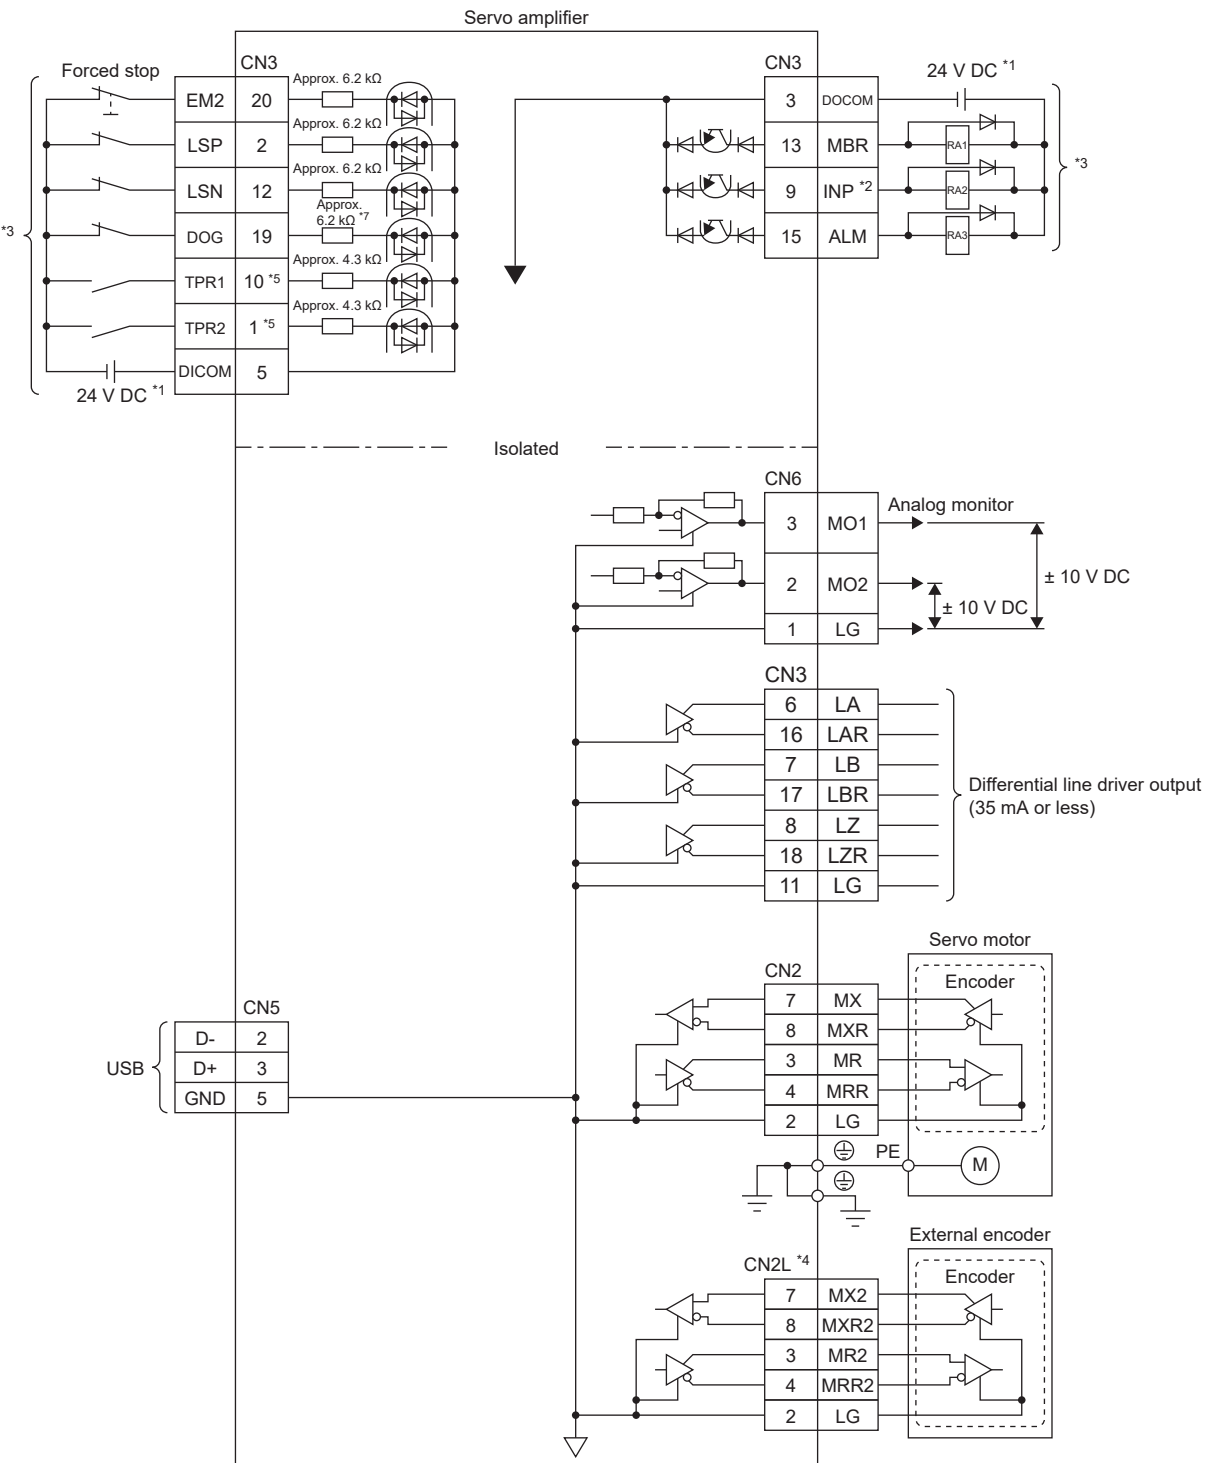 Servo amplifier
CN3
Forced stop
EM2 20 Approx. 6.2 kΩ
LSP 2 Approx. 6.2 kΩ
LSN 12 Approx. 6.2 kΩ
DOG 19 Approx.
6.2 kΩ *7
TPR1 10 *5 Approx. 4.3 kΩ
TPR2 1 *5 Approx. 4.3 kΩ
DICOM 5
24 V DC *1
*3
CN3
24 V DC *1
3 DOCOM
13 MBR RA1
9 INP *2 RA2
15 ALM RA3
*3
Isolated
CN6
Analog monitor
3 MO1
2 MO2
1 LG
± 10 V DC
± 10 V DC
CN3
6 LA
16 LAR
7 LB
17 LBR
8 LZ
18 LZR
11 LG
Differential line driver output
(35 mA or less)
Servo motor
Encoder
CN2
7 MX
8 MXR
3 MR
4 MRR
2 LG
PE
M
CN5
USB
D- 2
D+ 3
GND 5
External encoder
Encoder
CN2L *4
7 MX2
8 MXR2
3 MR2
4 MRR2
2 LG